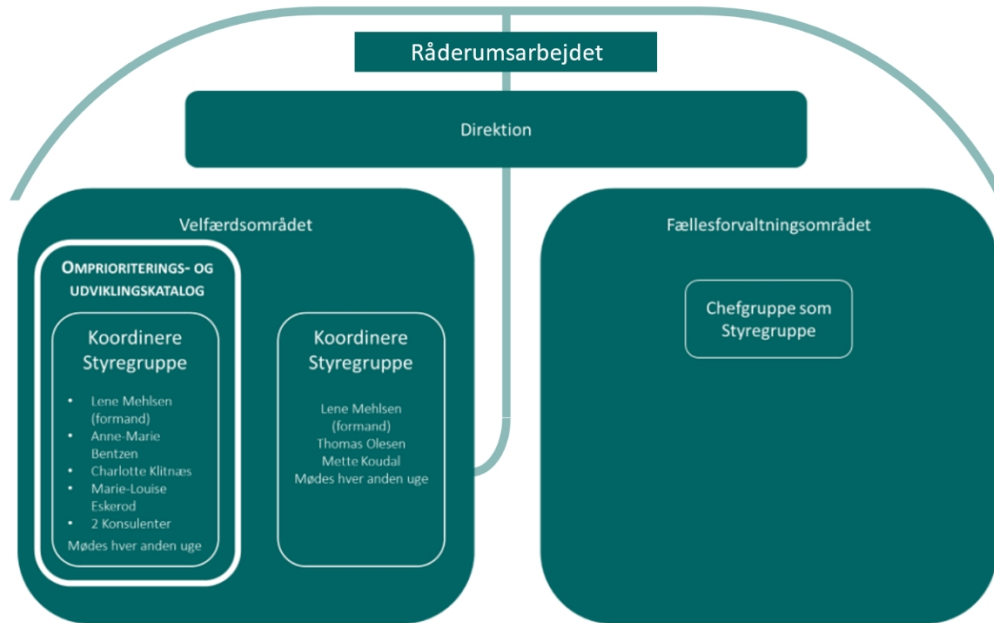 Råderumsarbejdet
Direktion
Velfærdsområdet
OMPRIORITERINGS- OG
UDVIKLINGSKATALOG
Koordinere
Styregruppe
• Lene Mehlsen
(formand)
• Anne-Marie
Bentzen
• Charlotte Klitnæs
• Marie-Louise
Eskerod
• 2 Konsulenter
Mødes hver anden uge
Koordinere
Styregruppe
Lene Mehlsen
(formand)
Thomas Olesen
Mette Koudal
Mødes hver anden uge
Fællesforvaltningsområdet
Chefgruppe som
Styregruppe